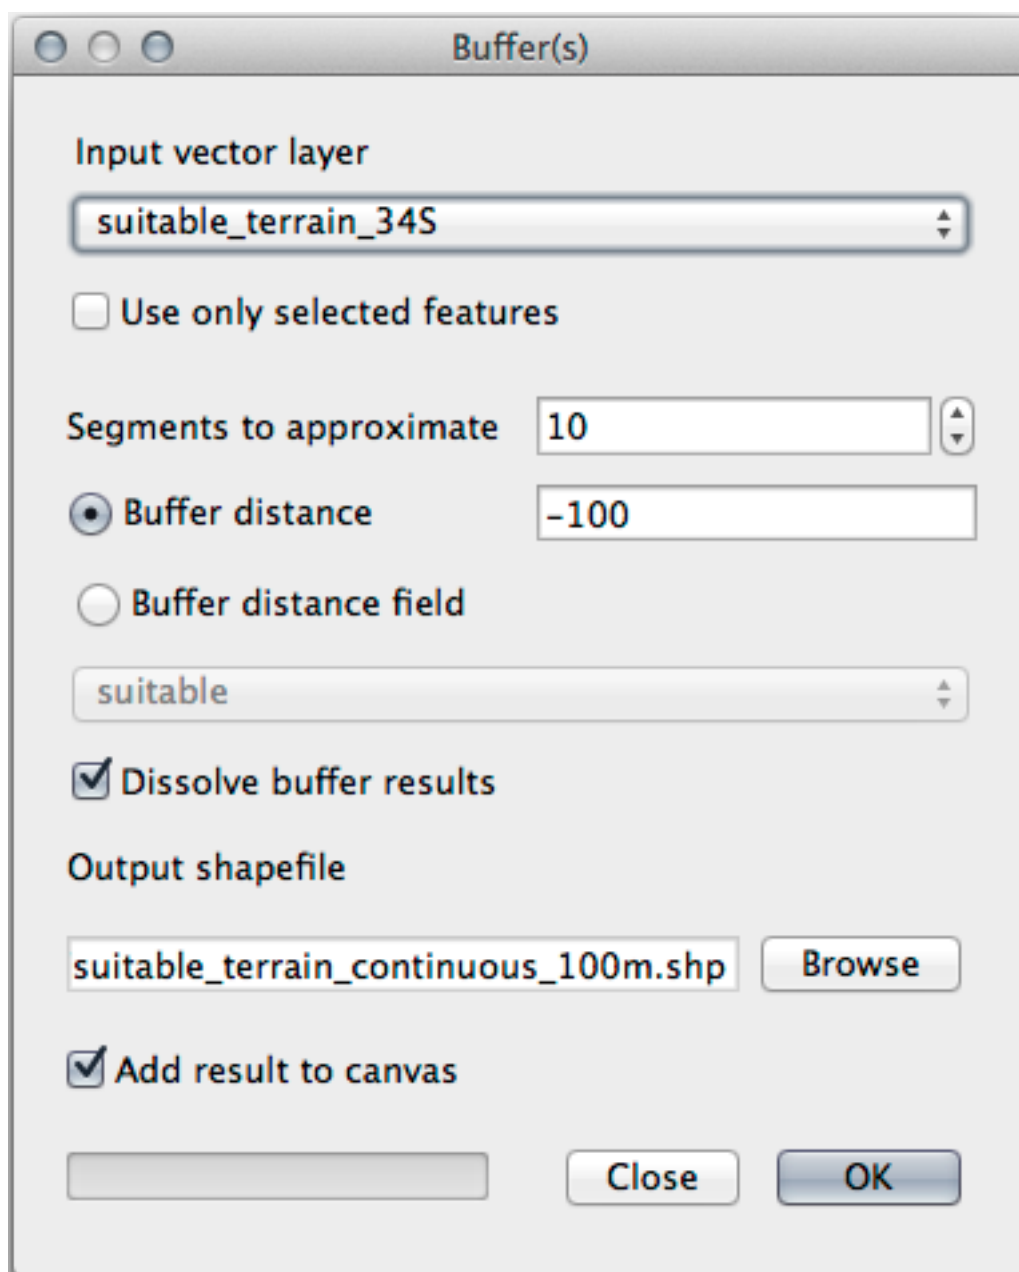 Buffer(s)
Input vector layer
suitable_terrain_34S
Use only selected features
Segments to approximate 10
Buffer distance -100
Buffer distance field
suitable
Dissolve buffer results
Output shapefile
suitable_terrain_continuous_100m.shp Browse
Add result to canvas
Close OK